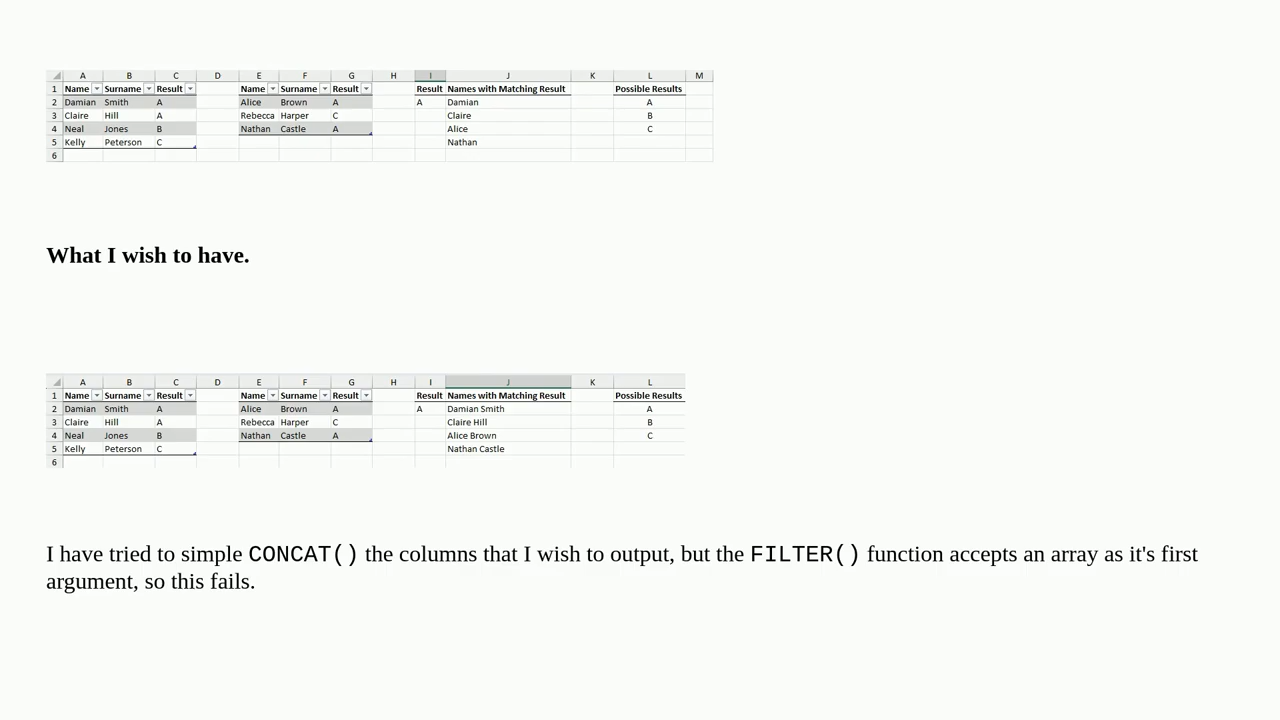 A B C D E F G H I J K L M
1 Name Surname Result Name Surname Result Result Names with Matching Result Possible Results
2 Damian Smith A Alice Brown A A Damian A
3 Claire Hill A Rebecca Harper C Claire B
4 Neal Jones B Nathan Castle A Alice C
5 Kelly Peterson C Nathan
6
What I wish to have.
A B C D E F G H I J K L
1 Name Surname Result Name Surname Result Result Names with Matching Result Possible Results
2 Damian Smith A Alice Brown A A Damian Smith A
3 Claire Hill A Rebecca Harper C Claire Hill B
4 Neal Jones B Nathan Castle A Alice Brown C
5 Kelly Peterson C Nathan Castle
6
I have tried to simple CONCAT() the columns that I wish to output, but the FILTER() function accepts an array as it's first
argument, so this fails.